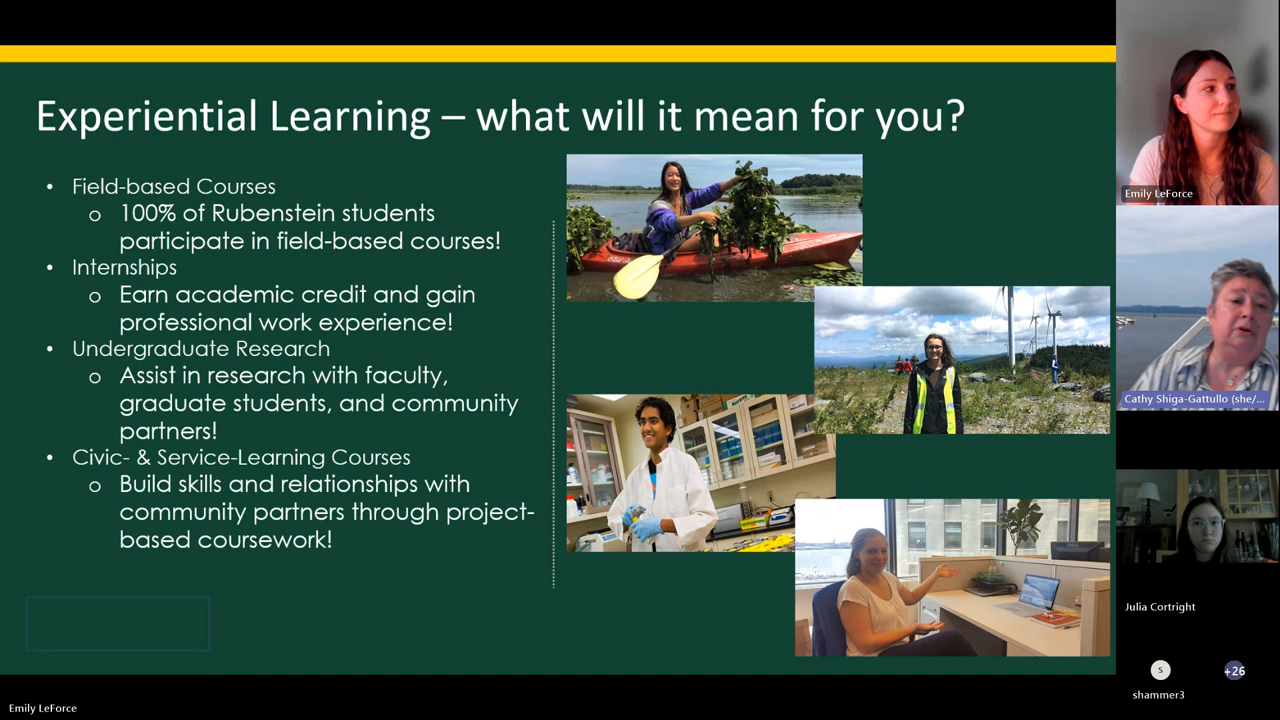 Experiential Learning – what will it mean for you?
• Field-based Courses
o 100% of Rubenstein students
participate in field-based courses!
• Internships
o Earn academic credit and gain
professional work experience!
• Undergraduate Research
o Assist in research with faculty,
graduate students, and community
partners!
• Civic- & Service-Learning Courses
o Build skills and relationships with
community partners through project-
based coursework!
Emily LeForce
Cathy Shiga-Gattullo (she/...
Julia Cortright
S
+26
shammer3
Emily LeForce